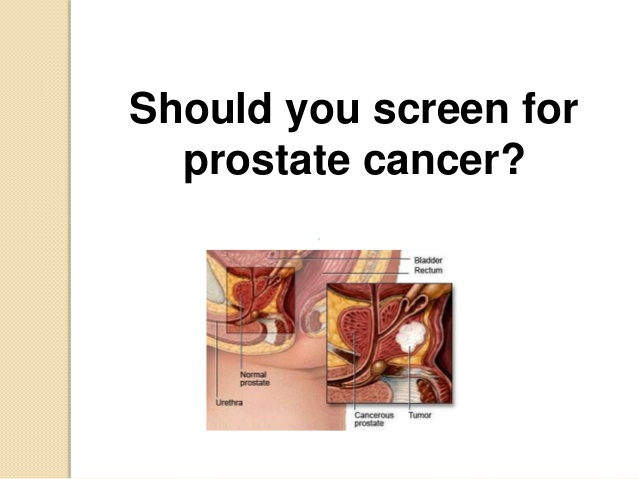 Should you screen for
prostate cancer?
Bladder
Rectum
Normal
prostate
Urethra
Cancerous
prostate
Tumor